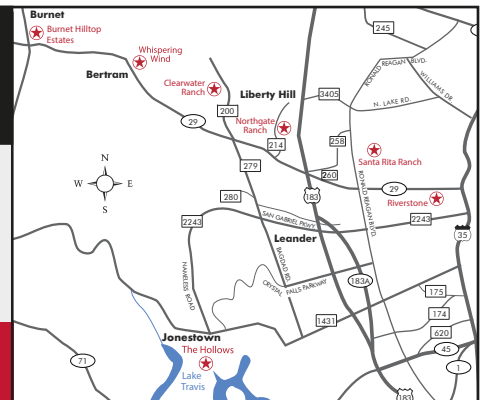 Burnet
Burnet Hilltop
Estates
245
Whispering
Wind
RONALD REAGAN BLVD.
WILLIAMS DR.
Bertram
Clearwater
Ranch
Liberty Hill
3405
N. LAKE RD.
200
29
Northgate
Ranch
258
214
Santa Rita Ranch
279
260
N
W
E
S
RONALD REAGAN BLVD.
29
280
183
Riverstone
2243
SAN GABRIEL PKWY
2243
35
Leander
BAGDAD RD.
NAMELESS ROAD
CRYSTAL FALLS PARKWAY
183A
175
174
1431
620
Jonestown
The Hollows
45
71
1
Lake
Travis
183